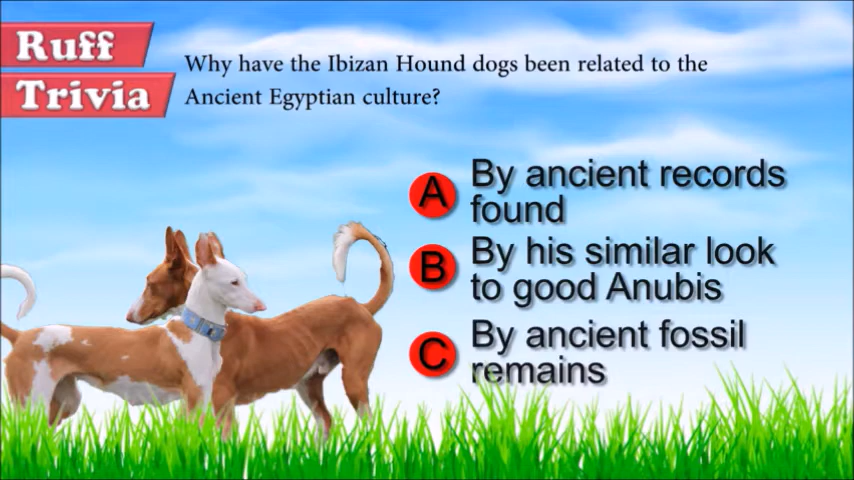 Ruff
Trivia
Why have the Ibizan Hound dogs been related to the
Ancient Egyptian culture?
A By ancient records
found
B By his similar look
to good Anubis
C By ancient fossil
remains